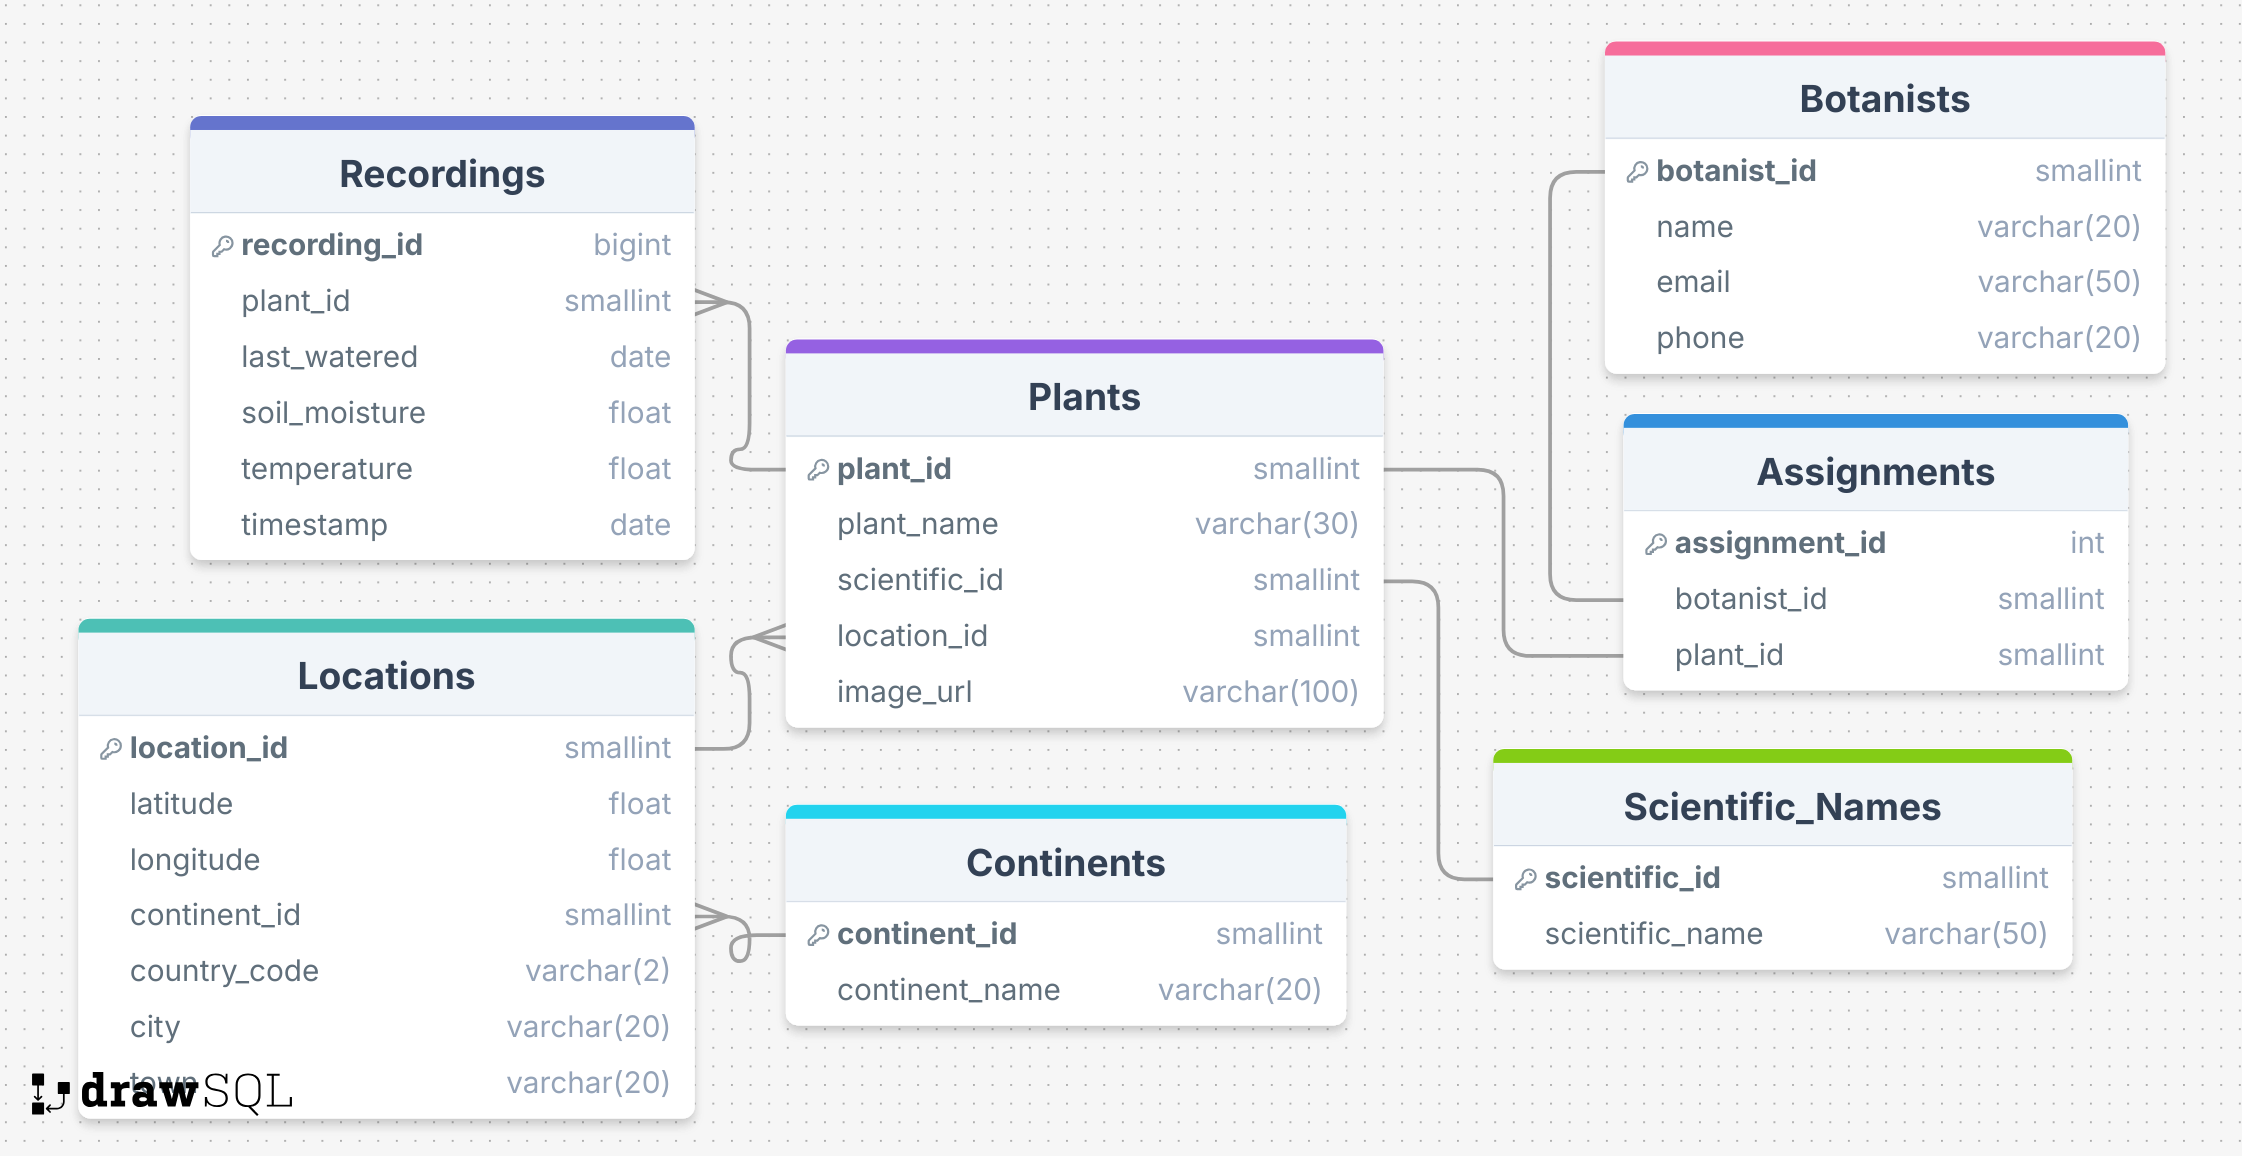 Recordings
recording_id bigint
plant_id smallint
last_watered date
soil_moisture float
temperature float
timestamp date
Locations
location_id smallint
latitude float
longitude float
continent_id smallint
country_code varchar(2)
city varchar(20)
town varchar(20)
drawSQL
Plants
plant_id smallint
plant_name varchar(30)
scientific_id smallint
location_id smallint
image_url varchar(100)
Continents
continent_id smallint
continent_name varchar(20)
Botanists
botanist_id smallint
name varchar(20)
email varchar(50)
phone varchar(20)
Assignments
assignment_id int
botanist_id smallint
plant_id smallint
Scientific_Names
scientific_id smallint
scientific_name varchar(50)